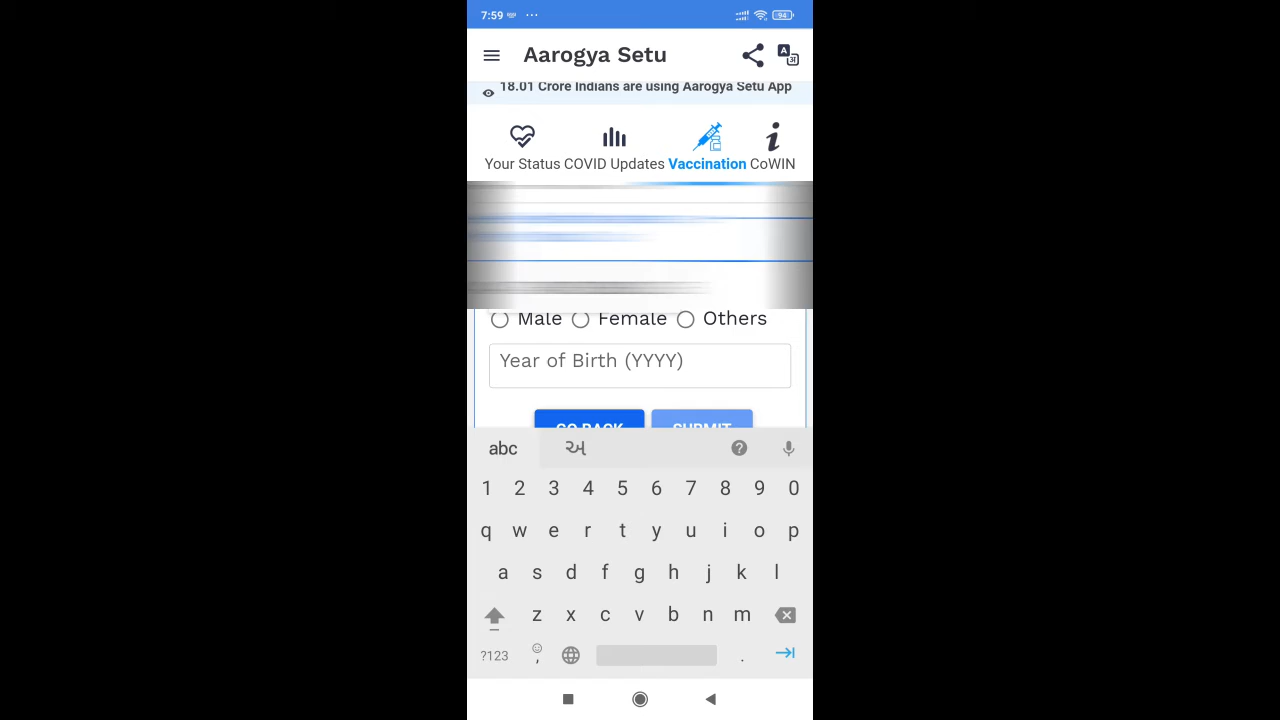 7:59 ... 94
Aarogya Setu
A
18.01 Crore Indians are using Aarogya Setu App
Your Status COVID Updates Vaccination CoWIN
Male Female Others
Year of Birth (YYYY)
GO BACK SUBMIT
abc અ ?
1 2 3 4 5 6 7 8 9 0
q w e r t y u i o p
a s d f g h j k l
z x c v b n m
?123 , .